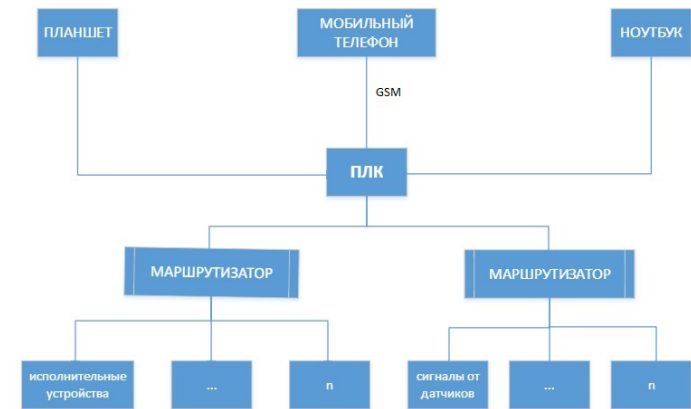 ПЛАНШЕТ
МОБИЛЬНЫЙ
ТЕЛЕФОН
НОУТБУК
GSM
ПЛК
МАРШРУТИЗАТОР
МАРШРУТИЗАТОР
исполнительные
устройства
...
n
сигналы от
датчиков
...
n